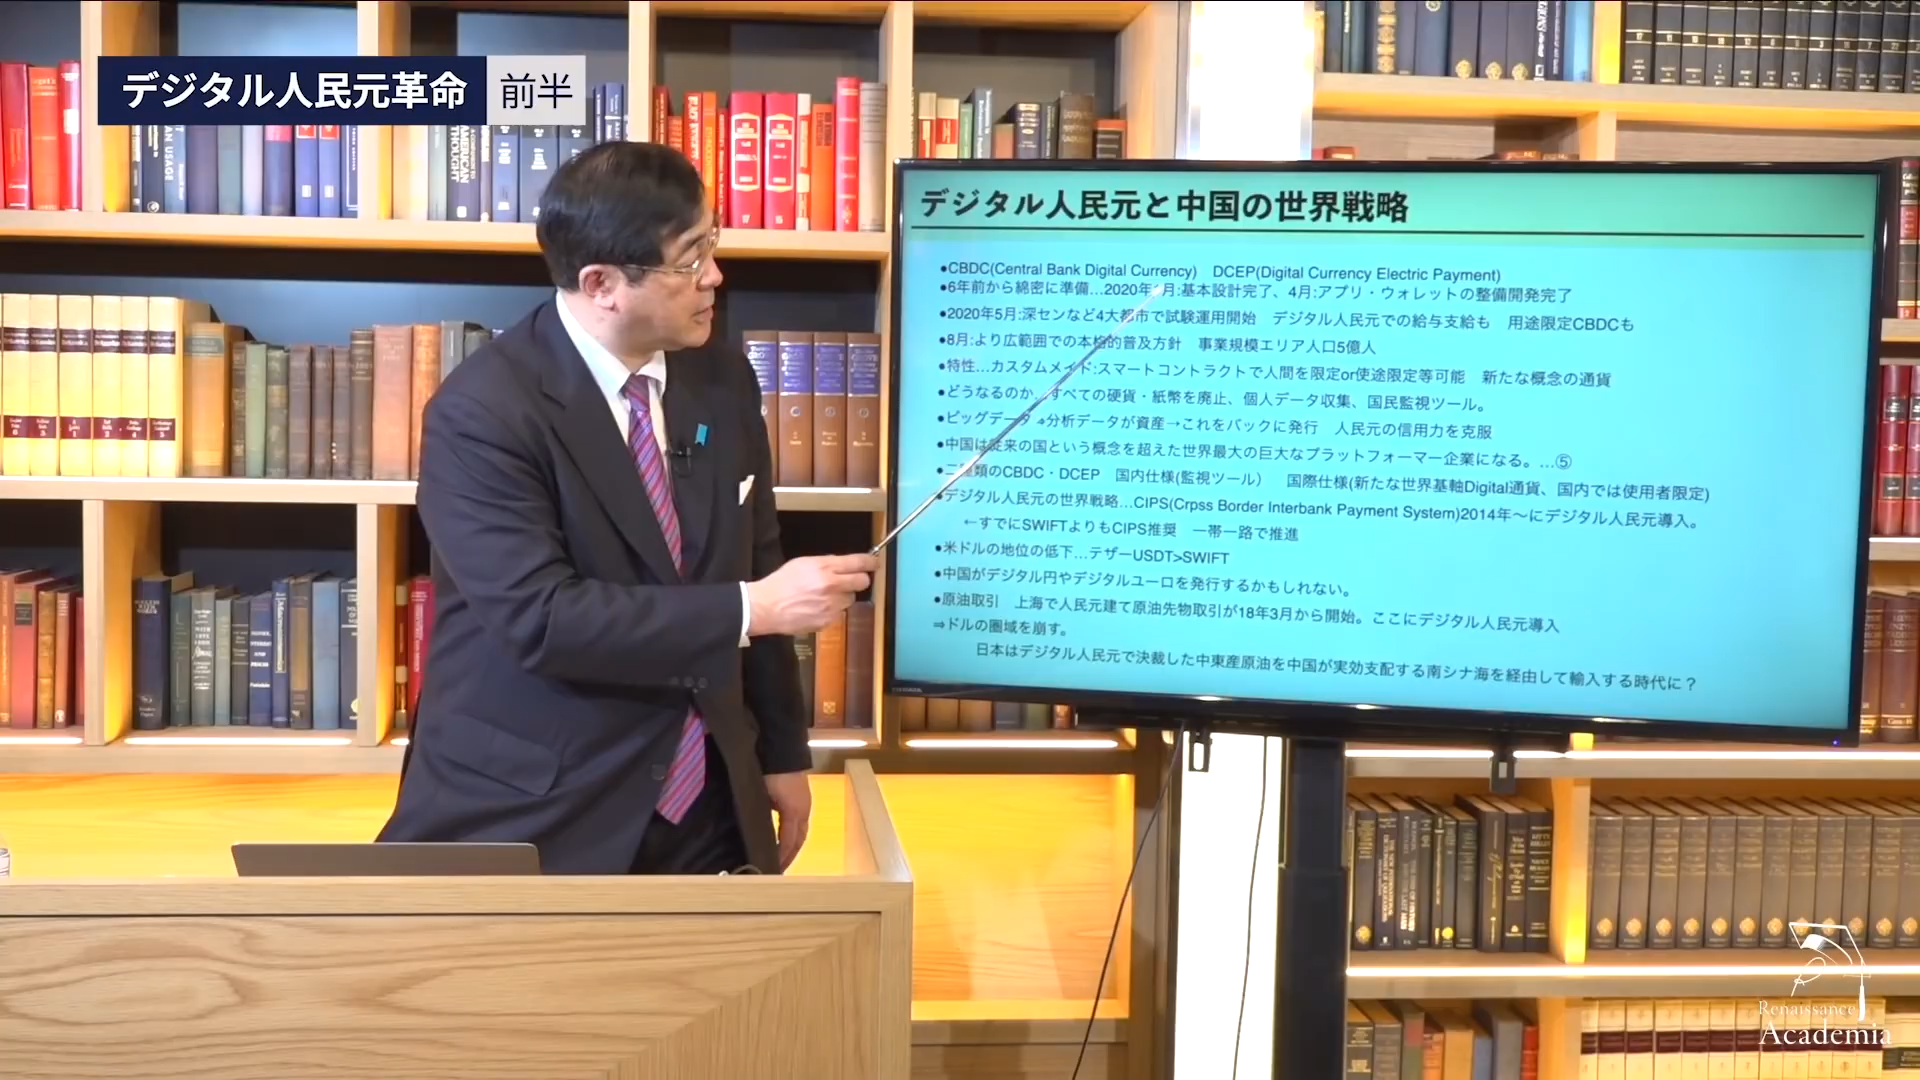 デジタル人民元革命 前半
デジタル人民元と中国の世界戦略
●CBDC(Central Bank Digital Currency) DCEP(Digital Currency Electric Payment)
●6年前から綿密に準備…2020年1月:基本設計完了、4月:アプリ・ウォレットの整備開発完了
●2020年5月:深センなど4大都市で試験運用開始 デジタル人民元での給与支給も 用途限定CBDCも
●8月:より広範囲での本格的普及方針 事業規模エリア人口5億人
●特性…カスタムメイド:スマートコントラクトで人間を限定or使途限定等可能 新たな概念の通貨
●どうなるのか…すべての硬貨・紙幣を廃止、個人データ収集、国民監視ツール。
●ビッグデータ→分析データが資産→これをバックに発行 人民元の信用力を克服
●中国は従来の国という概念を超えた世界最大の巨大なプラットフォーマー企業になる。…⑤
●二種類のCBDC・DCEP 国内仕様(監視ツール) 国際仕様(新たな世界基軸Digital通貨、国内では使用者限定)
●デジタル人民元の世界戦略…CIPS(Crpss Border Interbank Payment System)2014年〜にデジタル人民元導入。
←すでにSWIFTよりもCIPS推奨 一帯一路で推進
●米ドルの地位の低下…テザーUSDT>SWIFT
●中国がデジタル円やデジタルユーロを発行するかもしれない。
●原油取引 上海で人民元建て原油先物取引が18年3月から開始。ここにデジタル人民元導入
⇒ドルの圏域を崩す。
日本はデジタル人民元で決裁した中東産原油を中国が実効支配する南シナ海を経由して輸入する時代に？
AMERICAN
THOUGHT
Renaissance
Academia